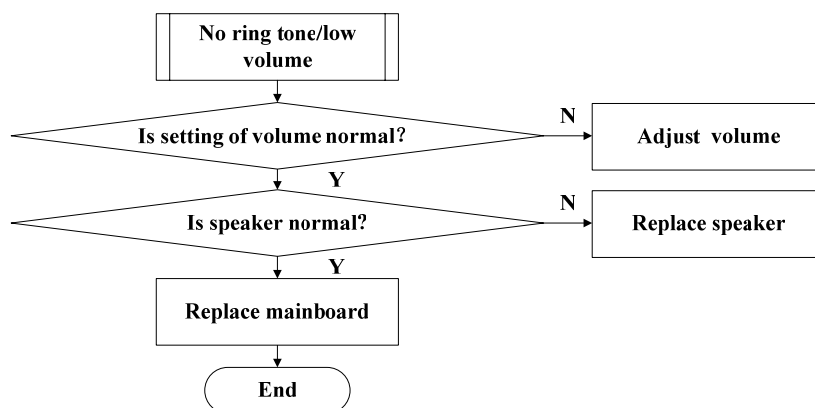 No ring tone/low
volume
Is setting of volume normal?
N
Adjust volume
Y
Is speaker normal?
N
Replace speaker
Y
Replace mainboard
End